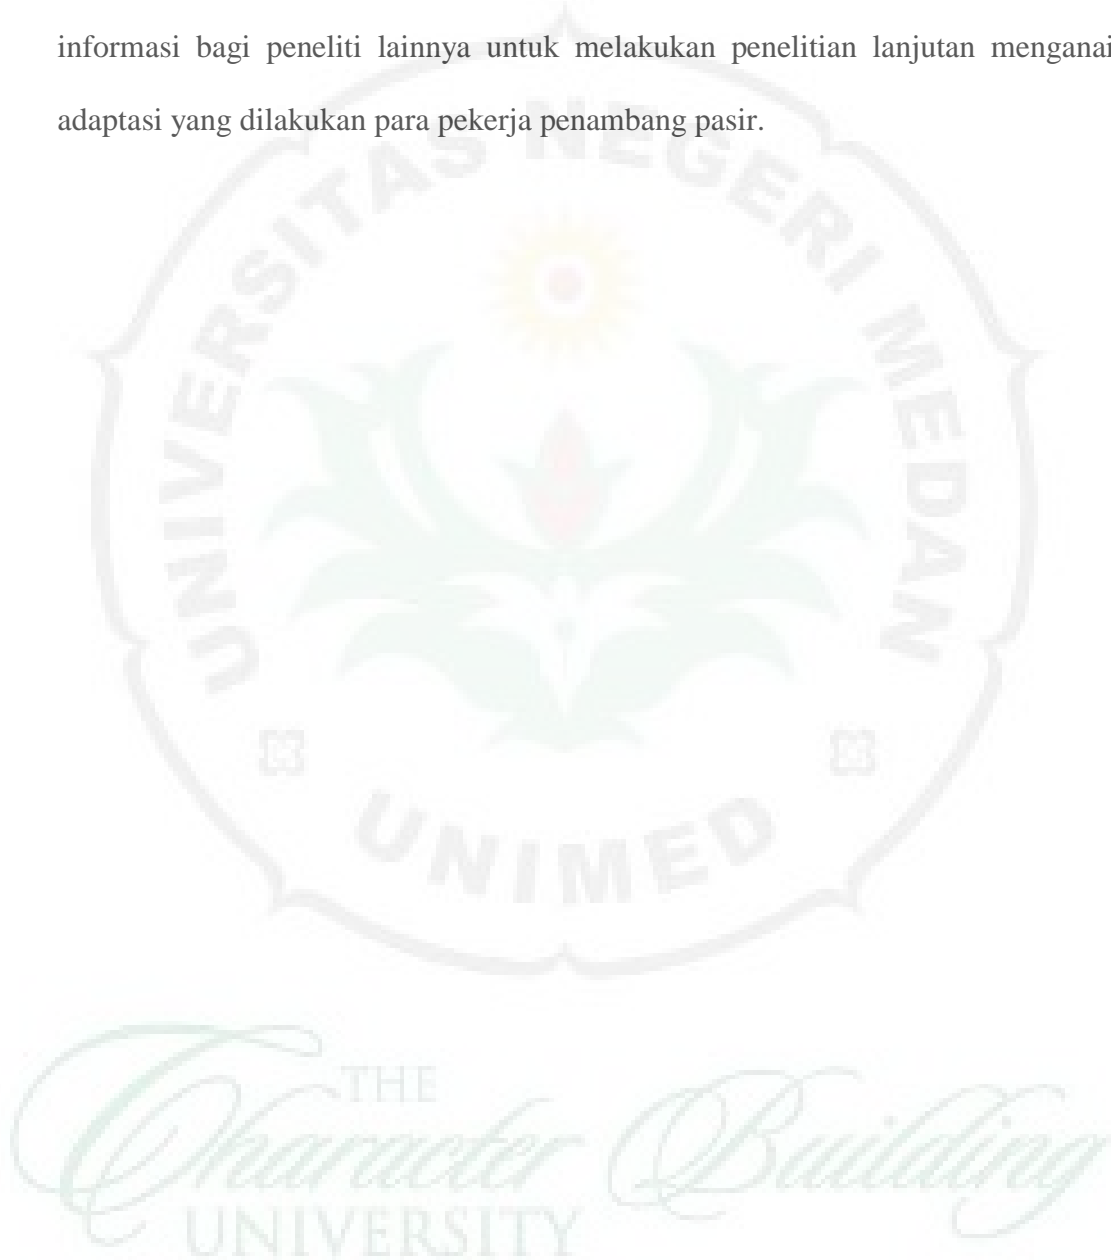 informasi bagi peneliti lainnya untuk melakukan penelitian lanjutan menganai
adaptasi yang dilakukan para pekerja penambang pasir.
UNIVERSITAS NEGERI MEDAN
UNIMED
THE
Character Building
UNIVERSITY